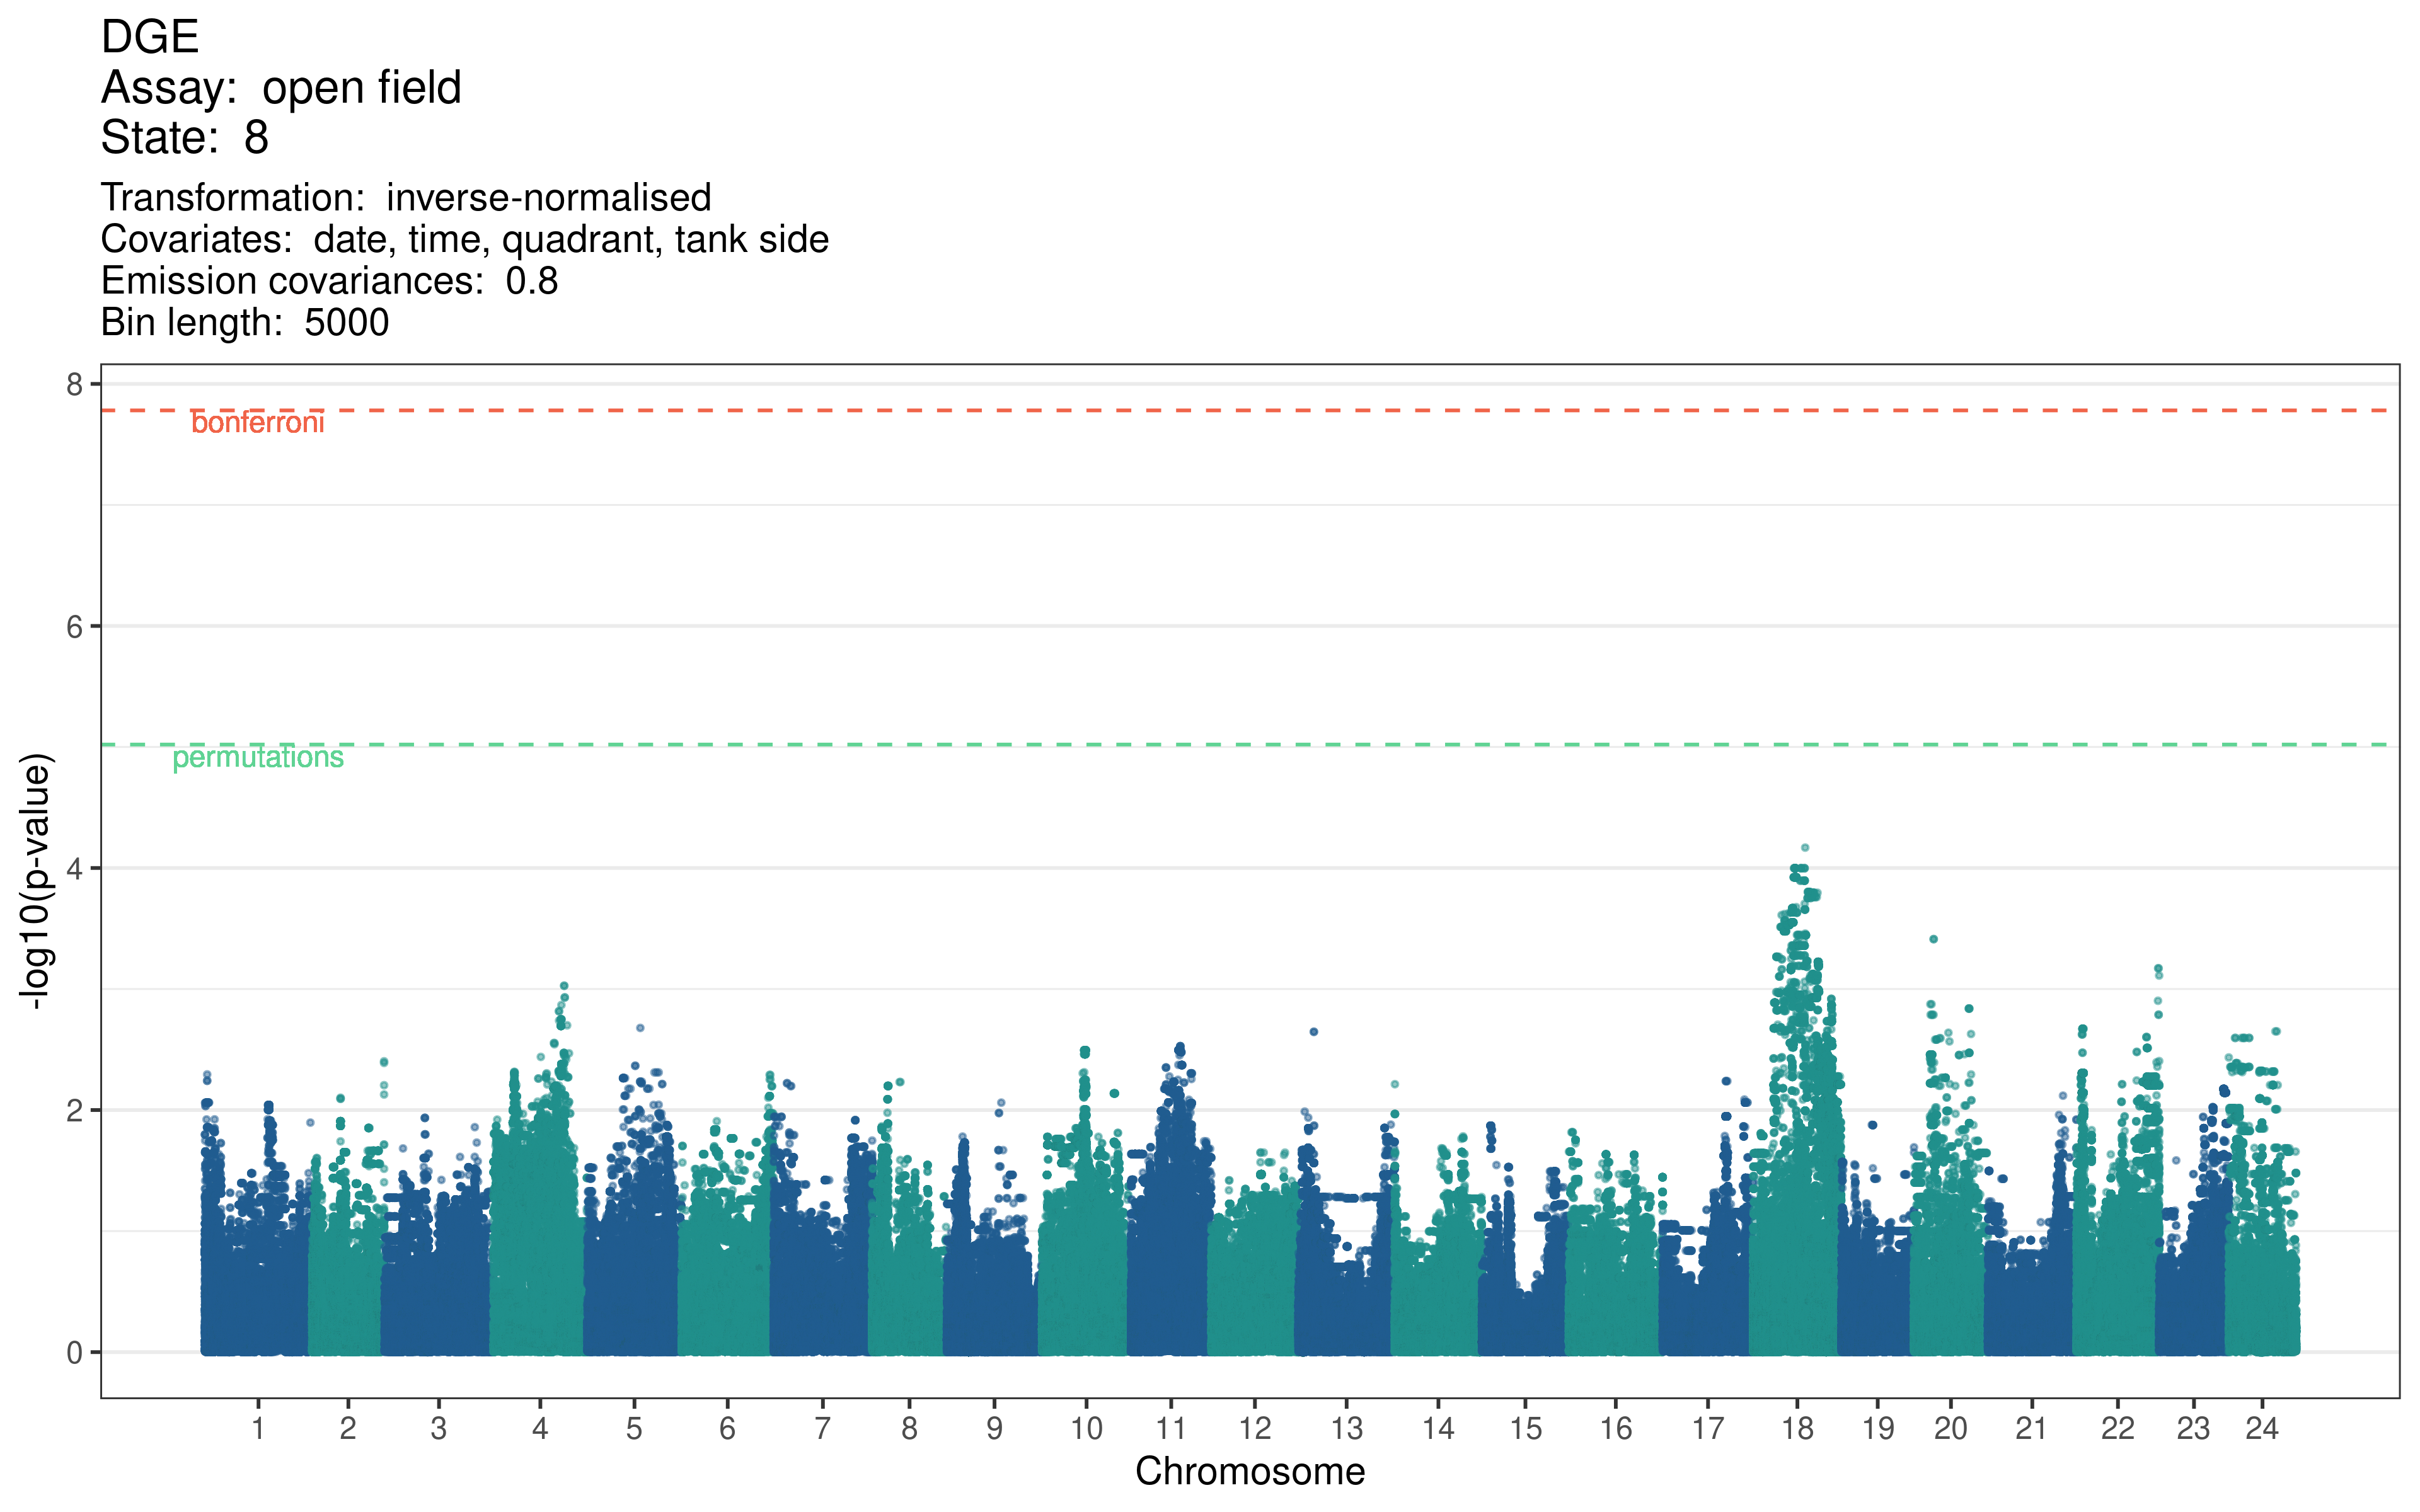 DGE
Assay:  open field
State:  8
Transformation:  inverse-normalised
Covariates:  date, time, quadrant, tank side
Emission covariances:  0.8
Bin length:  5000
8
bonferroni
6
permutations
4
2
0
-log10(p-value)
1 2 3 4 5 6 7 8 9 10 11 12 13 14 15 16 17 18 19 20 21 22 23 24
Chromosome